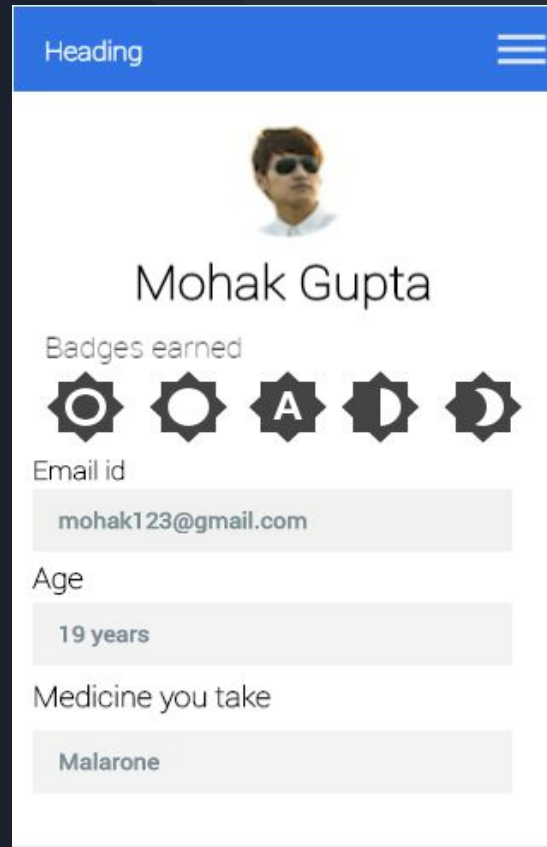 Heading
Mohak Gupta
Badges earned
A
Email id
mohak123@gmail.com
Age
19 years
Medicine you take
Malarone